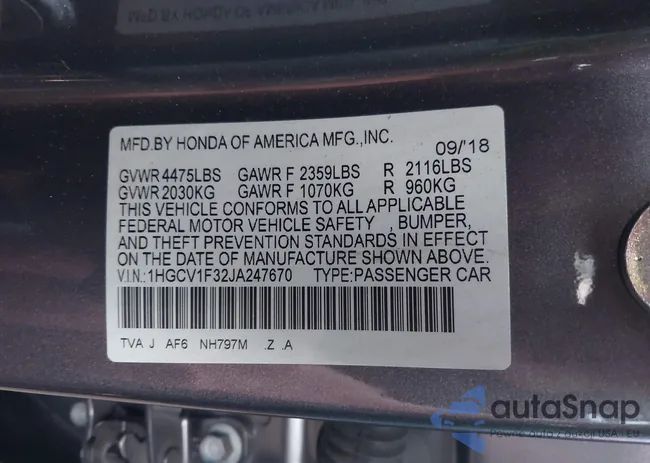 MFD.BY HONDA OF AMERICA MFG.,INC. 09/'18
GVWR 4475LBS GAWR F 2359LBS R 2116LBS
GVWR 2030KG GAWR F 1070KG R 960KG
THIS VEHICLE CONFORMS TO ALL APPLICABLE
FEDERAL MOTOR VEHICLE SAFETY , BUMPER,
AND THEFT PREVENTION STANDARDS IN EFFECT
ON THE DATE OF MANUFACTURE SHOWN ABOVE.
V.I.N.:1HGCV1F32JA247670 TYPE:PASSENGER CAR
TVA J AF6 NH797M .Z .A
autoSnap